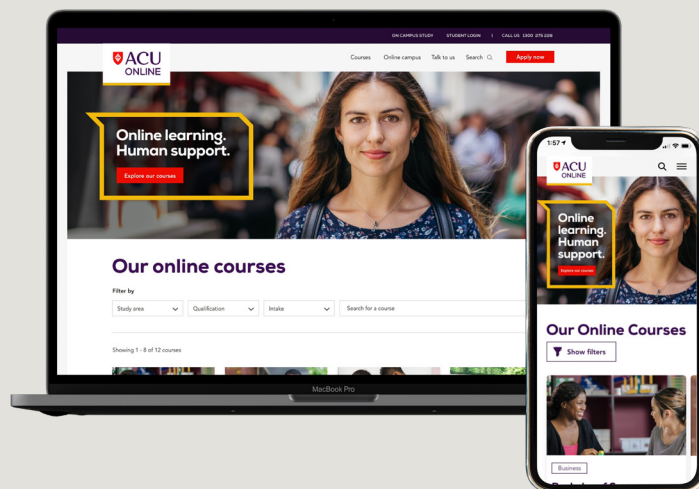 ON CAMPUS STUDY STUDENT LOGIN | CALL US 1300 275 228
ACU
ONLINE
Courses Online campus Talk to us Search Apply now
Online learning.
Human support.
Explore our courses
Our online courses
Filter by
Study area Qualification Intake Search for a course
Showing 1 - 8 of 12 courses
MacBook Pro
1:57
ACU
ONLINE
Online
learning.
Human
support.
Explore our courses
Our Online Courses
Show filters
Business